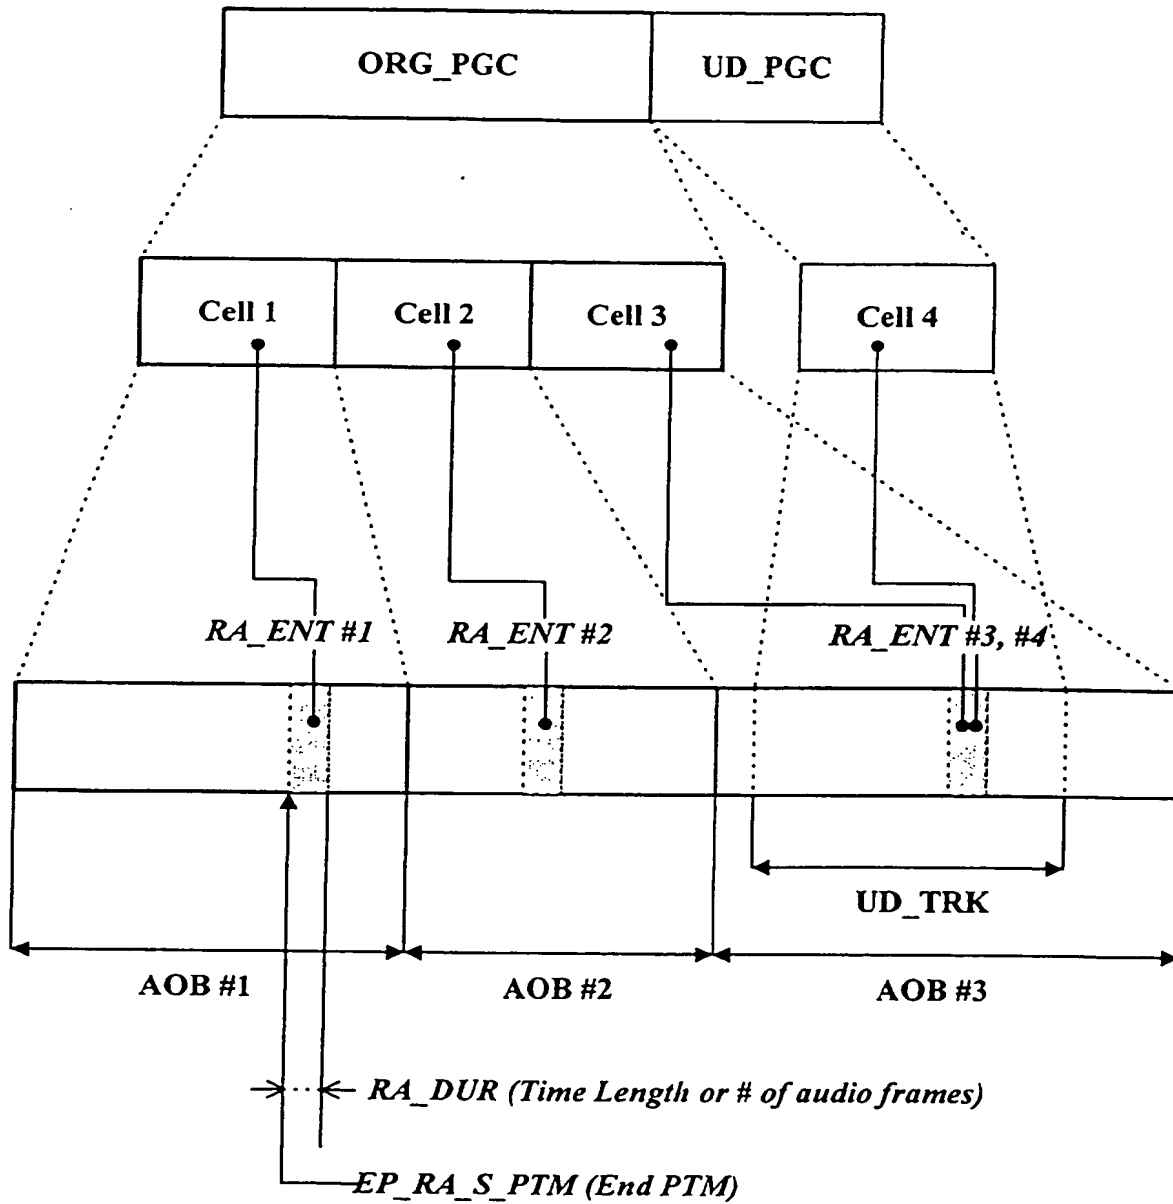 ORG_PGC UD_PGC
Cell 1 Cell 2 Cell 3 Cell 4
RA_ENT #1 RA_ENT #2 RA_ENT #3, #4
UD_TRK
AOB #1 AOB #2 AOB #3
RA_DUR (Time Length or # of audio frames)
EP_RA_S_PTM (End PTM)